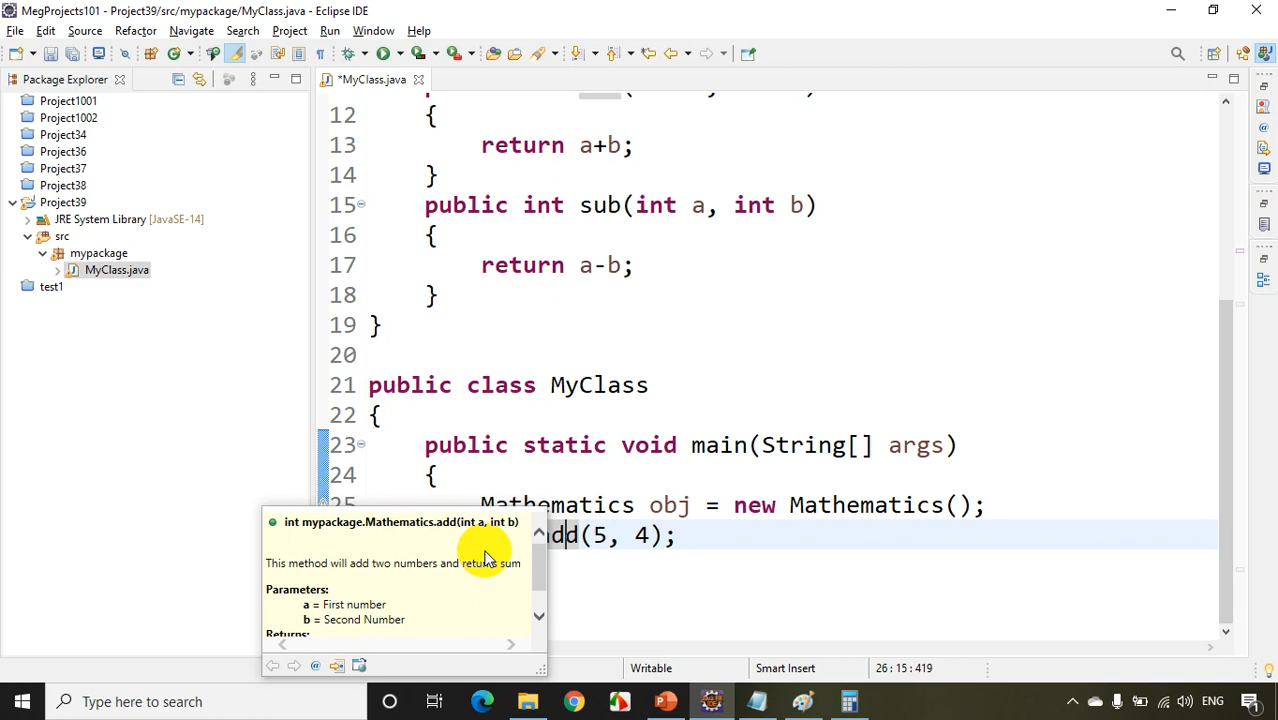 MegProjects101 - Project39/src/mypackage/MyClass.java - Eclipse IDE
File Edit Source Refactor Navigate Search Project Run Window Help
Package Explorer
*MyClass.java
Project1001
Project1002
Project34
Project36
Project37
Project38
Project39
JRE System Library [JavaSE-14]
src
mypackage
MyClass.java
test1
12 {
13 return a+b;
14 }
15 public int sub(int a, int b)
16 {
17 return a-b;
18 }
19 }
20
21 public class MyClass
22 {
23 public static void main(String[] args)
24 {
25 Mathematics obj = new Mathematics();
add(5, 4);
int mypackage.Mathematics.add(int a, int b)
This method will add two numbers and returns sum
Parameters:
a = First number
b = Second Number
Returns:
Writable Smart Insert 26 : 15 : 419
Type here to search
ENG